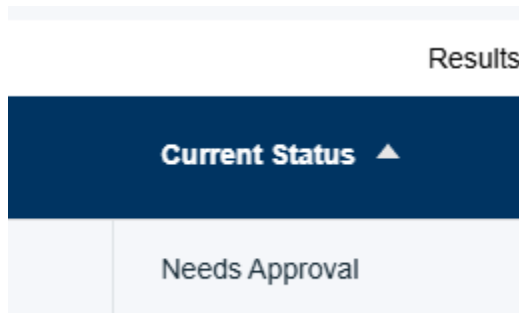 Results
Current Status ▲
Needs Approval